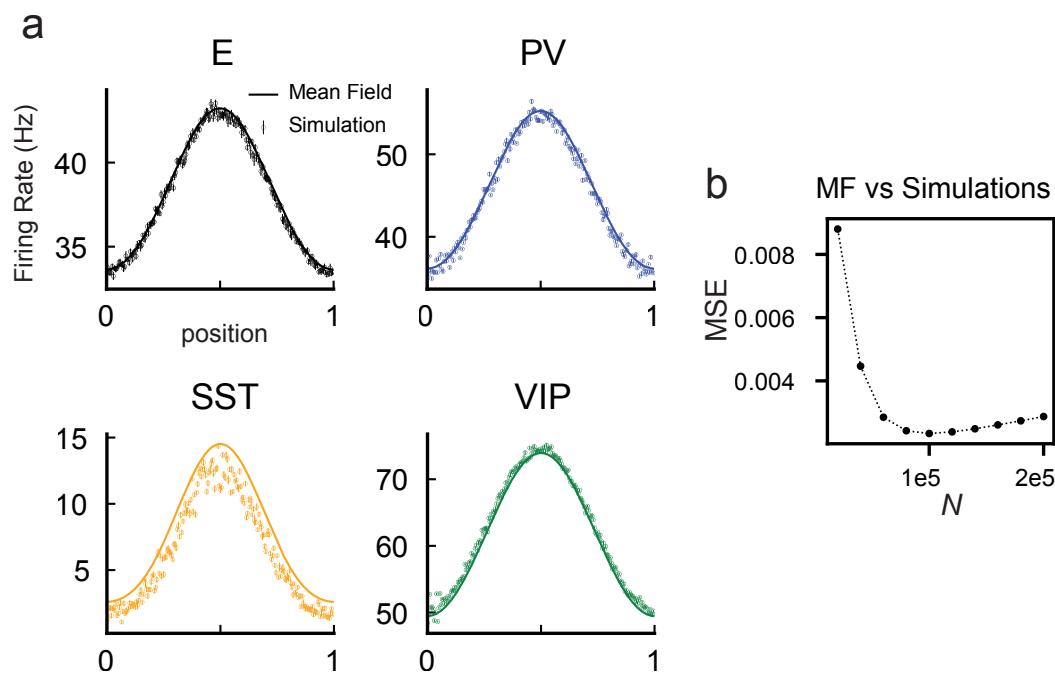 a
E
PV
Mean Field
Simulation
Firing Rate (Hz)
40
35
0
1
position
50
40
0
1
b
MF vs Simulations
MSE
0.008
0.006
0.004
1e5
2e5
N
SST
VIP
15
10
5
0
1
70
60
50
0
1